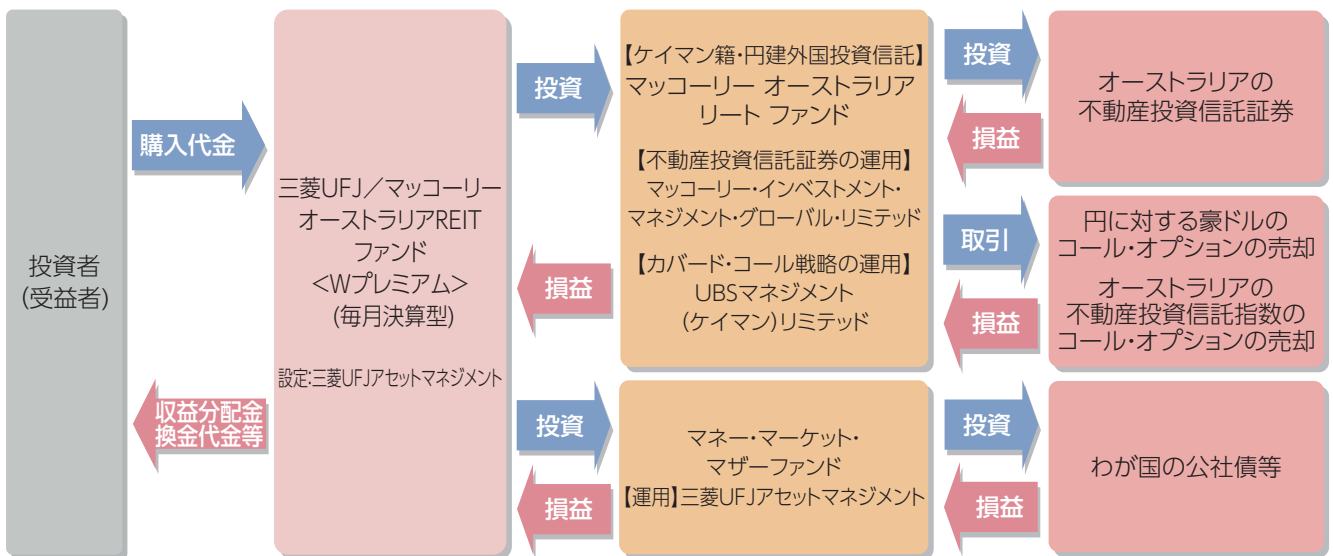 投資者
(受益者)
購入代金
収益分配金
換金代金等
三菱UFJ／マッコーリー
オーストラリアREIT
ファンド
<Wプレミアム>
(毎月決算型)
設定:三菱UFJアセットマネジメント
投資
損益
投資
損益
【ケイマン籍・円建外国投資信託】
マッコーリー オーストラリア
リート ファンド
【不動産投資信託証券の運用】
マッコーリー・インベストメント・
マネジメント・グローバル・リミテッド
【カバード・コール戦略の運用】
UBSマネジメント
(ケイマン)リミテッド
マネー・マーケット・
マザーファンド
【運用】三菱UFJアセットマネジメント
投資
損益
取引
損益
投資
損益
オーストラリアの
不動産投資信託証券
円に対する豪ドルの
コール・オプションの売却
オーストラリアの
不動産投資信託指数の
コール・オプションの売却
わが国の公社債等